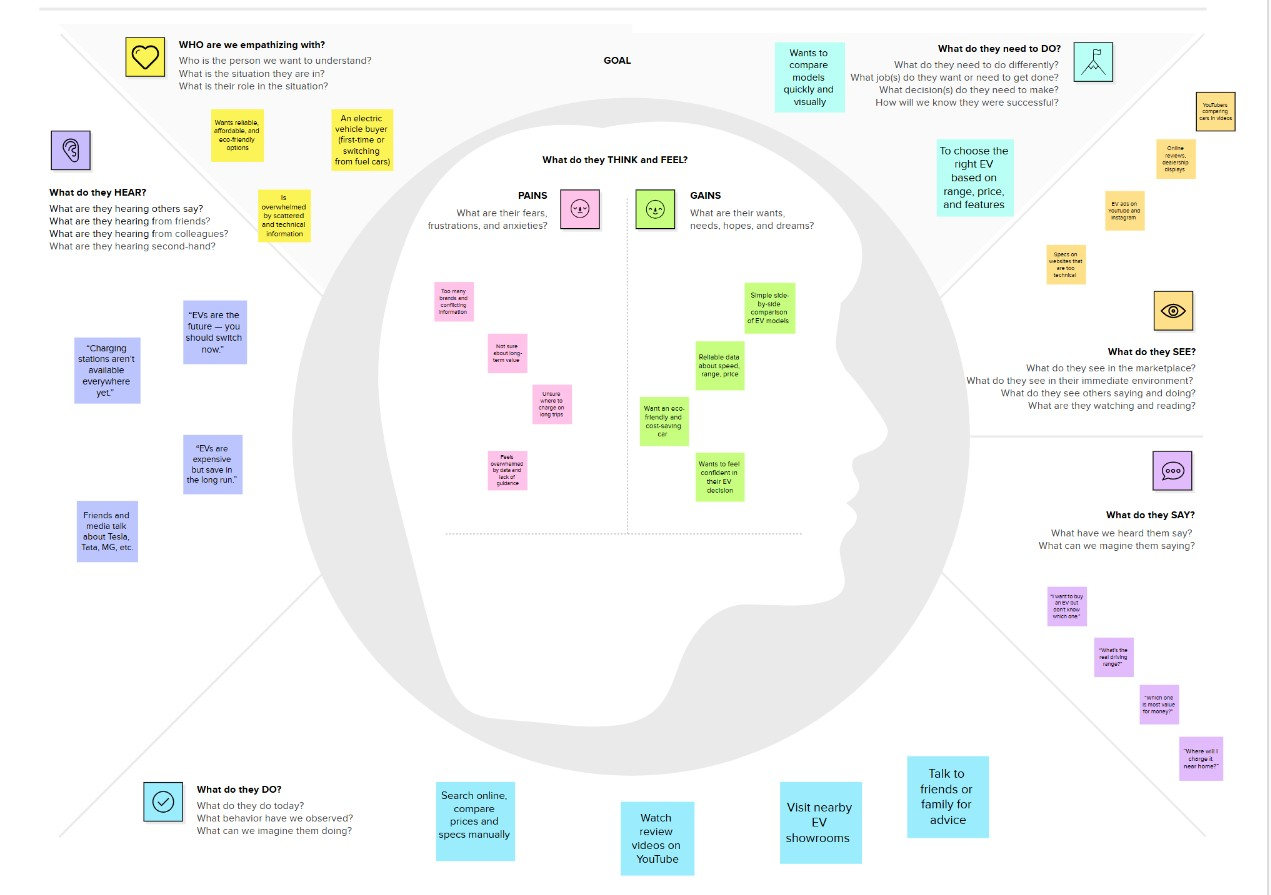 WHO are we empathizing with?
Who is the person we want to understand?
What is the situation they are in?
What is their role in the situation?
Wants reliable,
affordable, and
eco-friendly
options
An electric
vehicle buyer
(first-time or
switching
from fuel cars)
Is
overwhelmed
by scattered
and technical
information
GOAL
Wants to
compare
models
quickly and
visually
What do they need to DO?
What do they need to do differently?
What job(s) do they want or need to get done?
What decision(s) do they need to make?
How will we know they were successful?
To choose the
right EV
based on
range, price,
and features
YouTubers
comparing
cars in videos
Online
reviews,
dealership
displays
EV ads on
YouTube and
Instagram
Specs on
websites that
are too
technical
What do they SEE?
What do they see in the marketplace?
What do they see in their immediate environment?
What do they see others saying and doing?
What are they watching and reading?
What do they HEAR?
What are they hearing others say?
What are they hearing from friends?
What are they hearing from colleagues?
What are they hearing second-hand?
“EVs are the
future — you
should switch
now.”
“Charging
stations aren’t
available
everywhere
yet.”
“EVs are
expensive
but save in
the long run.”
Friends and
media talk
about Tesla,
Tata, MG, etc.
What do they THINK and FEEL?
PAINS
What are their fears,
frustrations, and anxieties?
GAINS
What are their wants,
needs, hopes, and dreams?
Too many
brands and
conflicting
information
Not sure
about long-
term value
Unsure
where to
charge on
long trips
Feels
overwhelmed
by data and
lack of
guidance
Simple side-
by-side
comparison
of EV models
Reliable data
about speed,
range, price
Want an eco-
friendly and
cost-saving
car
Wants to feel
confident in
their EV
decision
What do they SAY?
What have we heard them say?
What can we magine them saying?
“I want to buy
an EV but
don’t know
which one.”
“What’s the
real driving
range?”
“Which one
is most value
for money?”
“Where will I
charge it
near home?”
What do they DO?
What do they do today?
What behavior have we observed?
What can we imagine them doing?
Search online,
compare
prices and
specs manually
Watch
review
videos on
YouTube
Visit nearby
EV
showrooms
Talk to
friends or
family for
advice